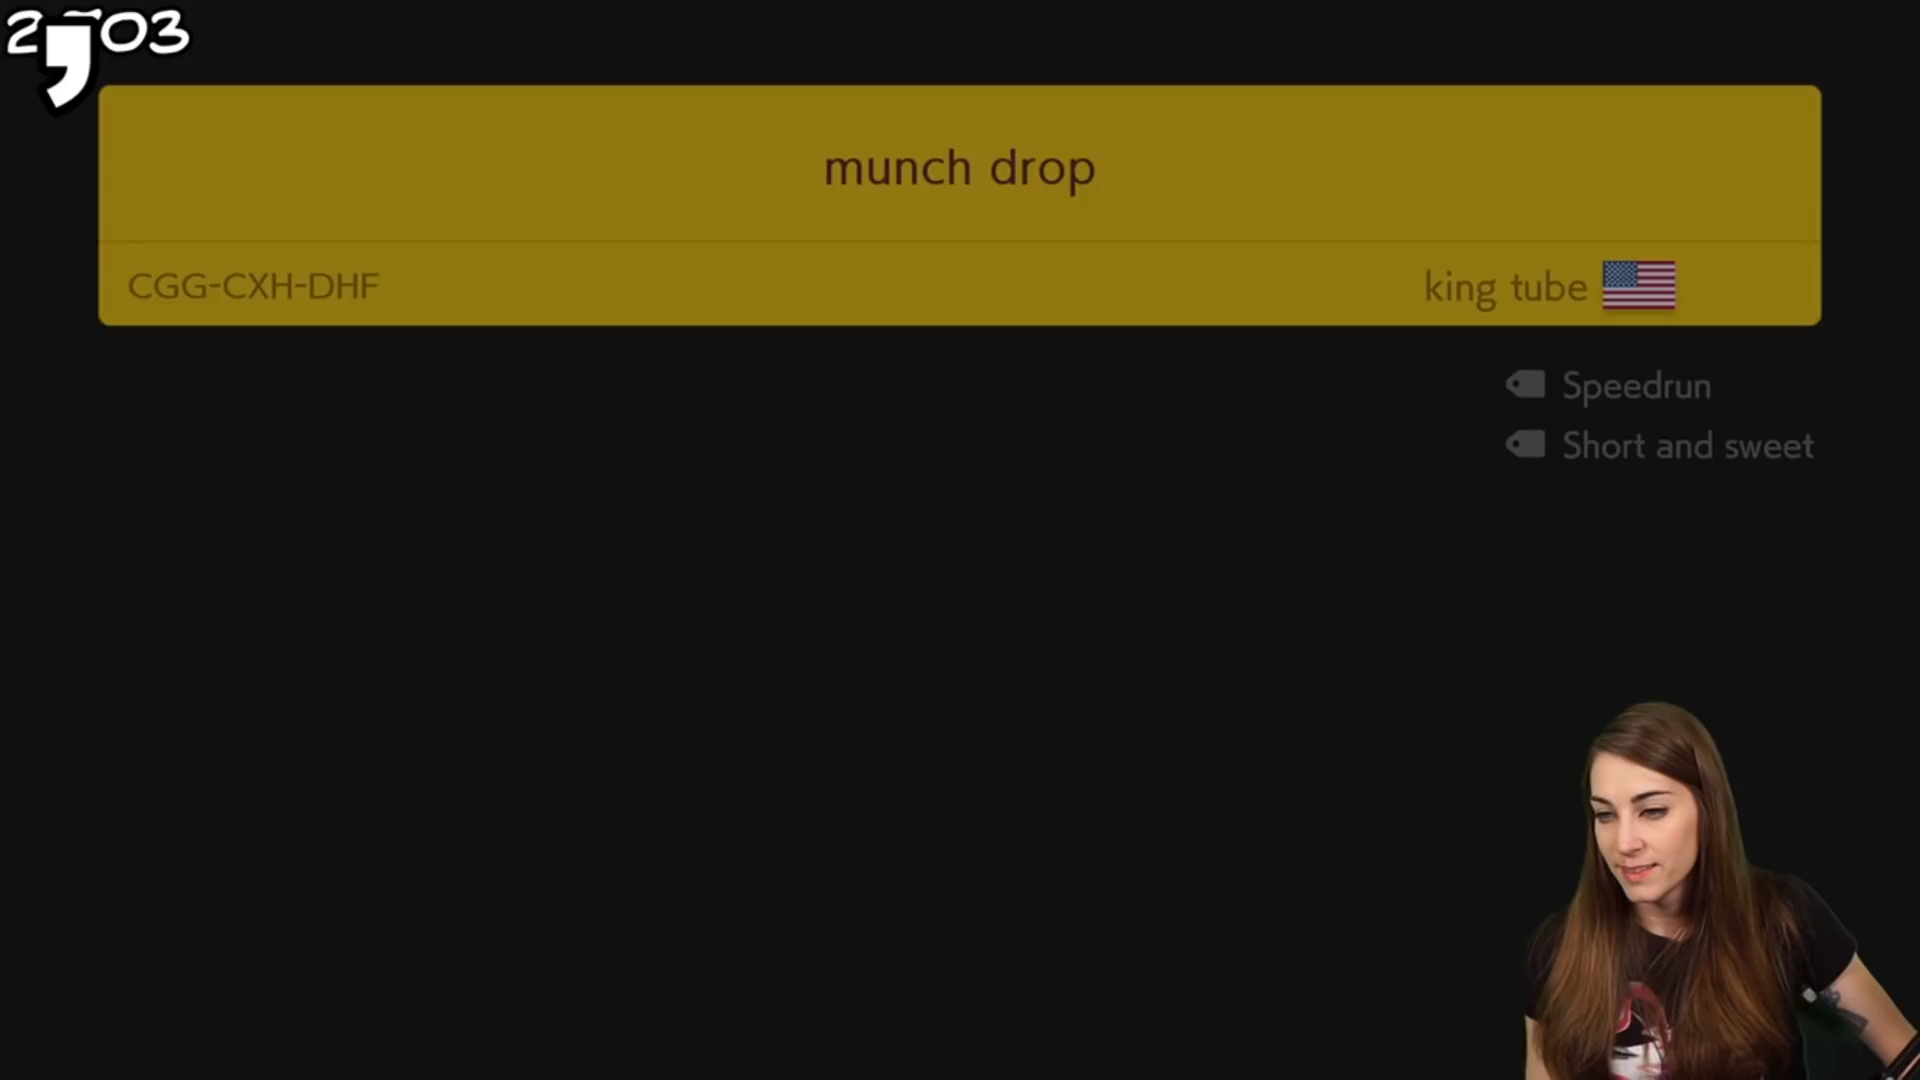 munch drop
CGG-CXH-DHF
king tube
Speedrun
Short and sweet